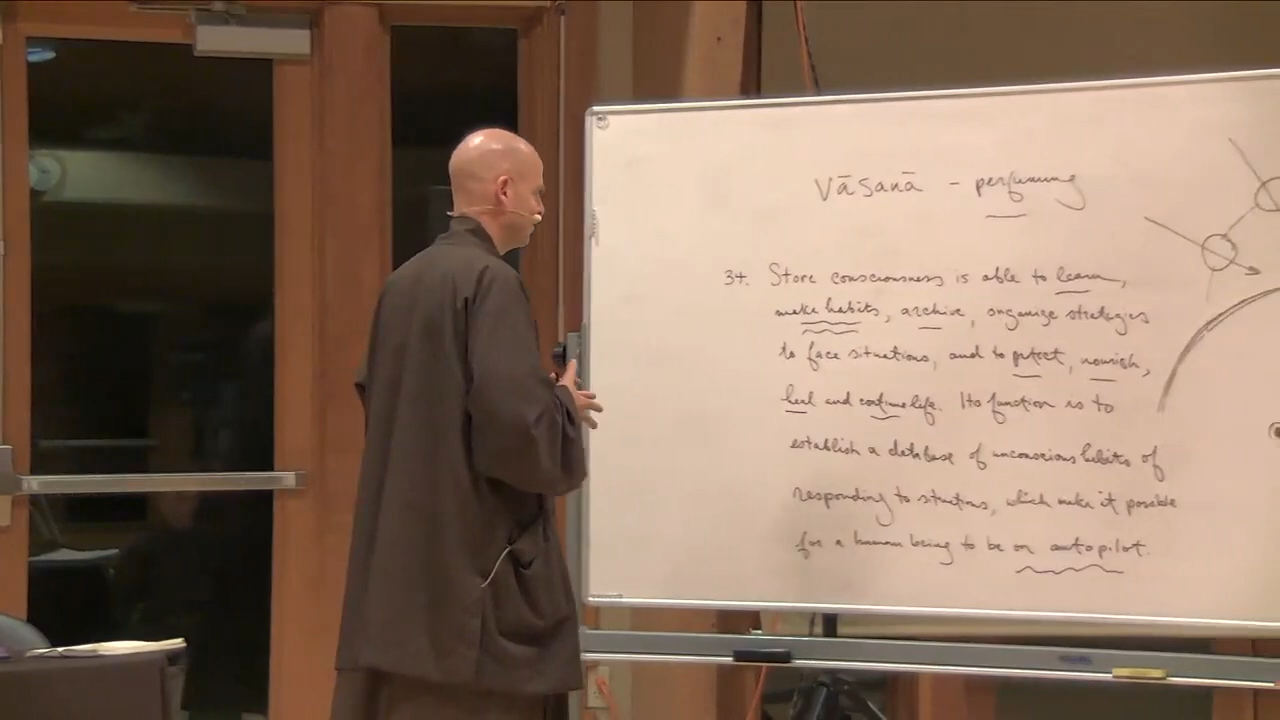 Vāsanā - perfuming
34. Store consciousness is able to learn,
make habits, archive, organize strategies
to face situations, and to protect, nourish,
heal and continue life. Its function is to
establish a database of unconscious habits of
responding to situations, which make it possible
for a human being to be on autopilot.